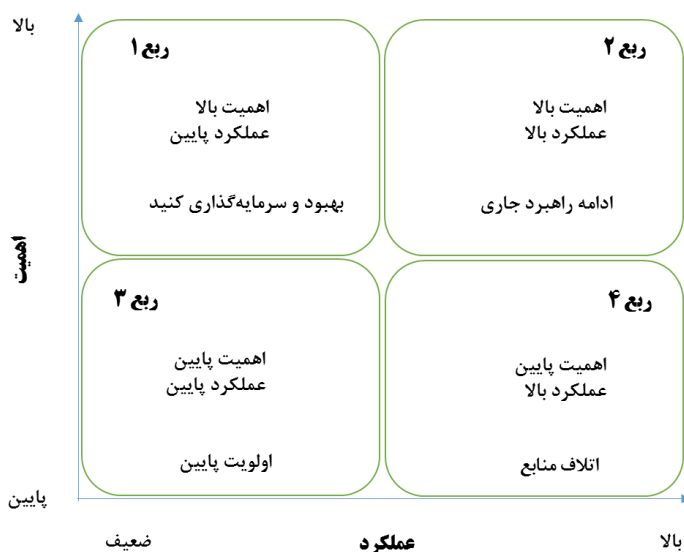 بالا
ربع ۱
اهمیت بالا
عملکرد پایین
بهبود و سرمایه‌گذاری کنید
ربع ۲
اهمیت بالا
عملکرد بالا
ادامه راهبرد جاری
اهمیت
ربع ۳
اهمیت پایین
عملکرد پایین
اولویت پایین
ربع ۴
اهمیت پایین
عملکرد بالا
اتلاف منابع
پایین
ضعیف
عملکرد
بالا